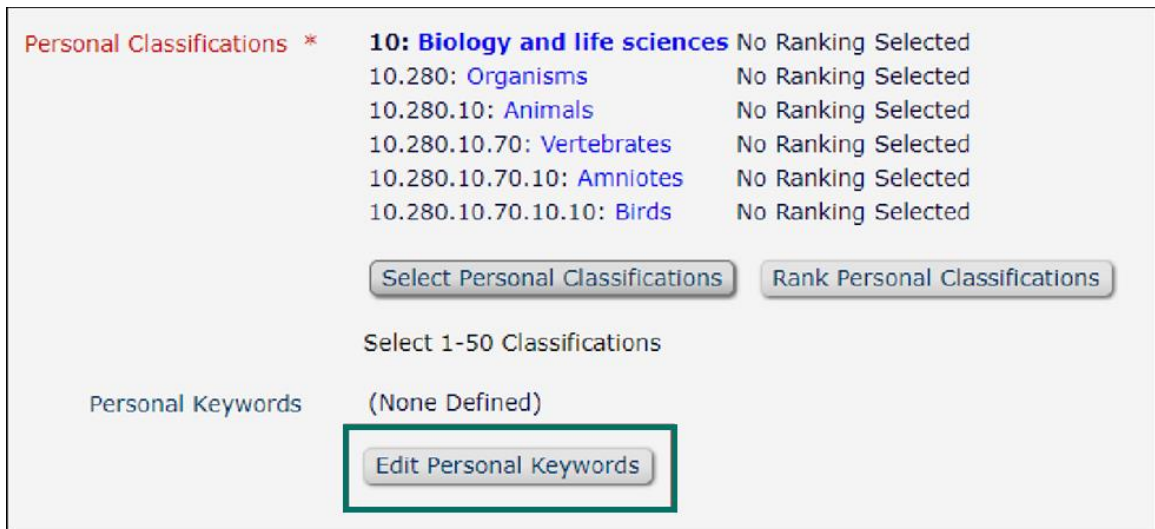 Personal Classifications * 10: Biology and life sciences No Ranking Selected
10.280: Organisms No Ranking Selected
10.280.10: Animals No Ranking Selected
10.280.10.70: Vertebrates No Ranking Selected
10.280.10.70.10: Amniotes No Ranking Selected
10.280.10.70.10.10: Birds No Ranking Selected
Select Personal Classifications Rank Personal Classifications
Select 1-50 Classifications
Personal Keywords (None Defined)
Edit Personal Keywords